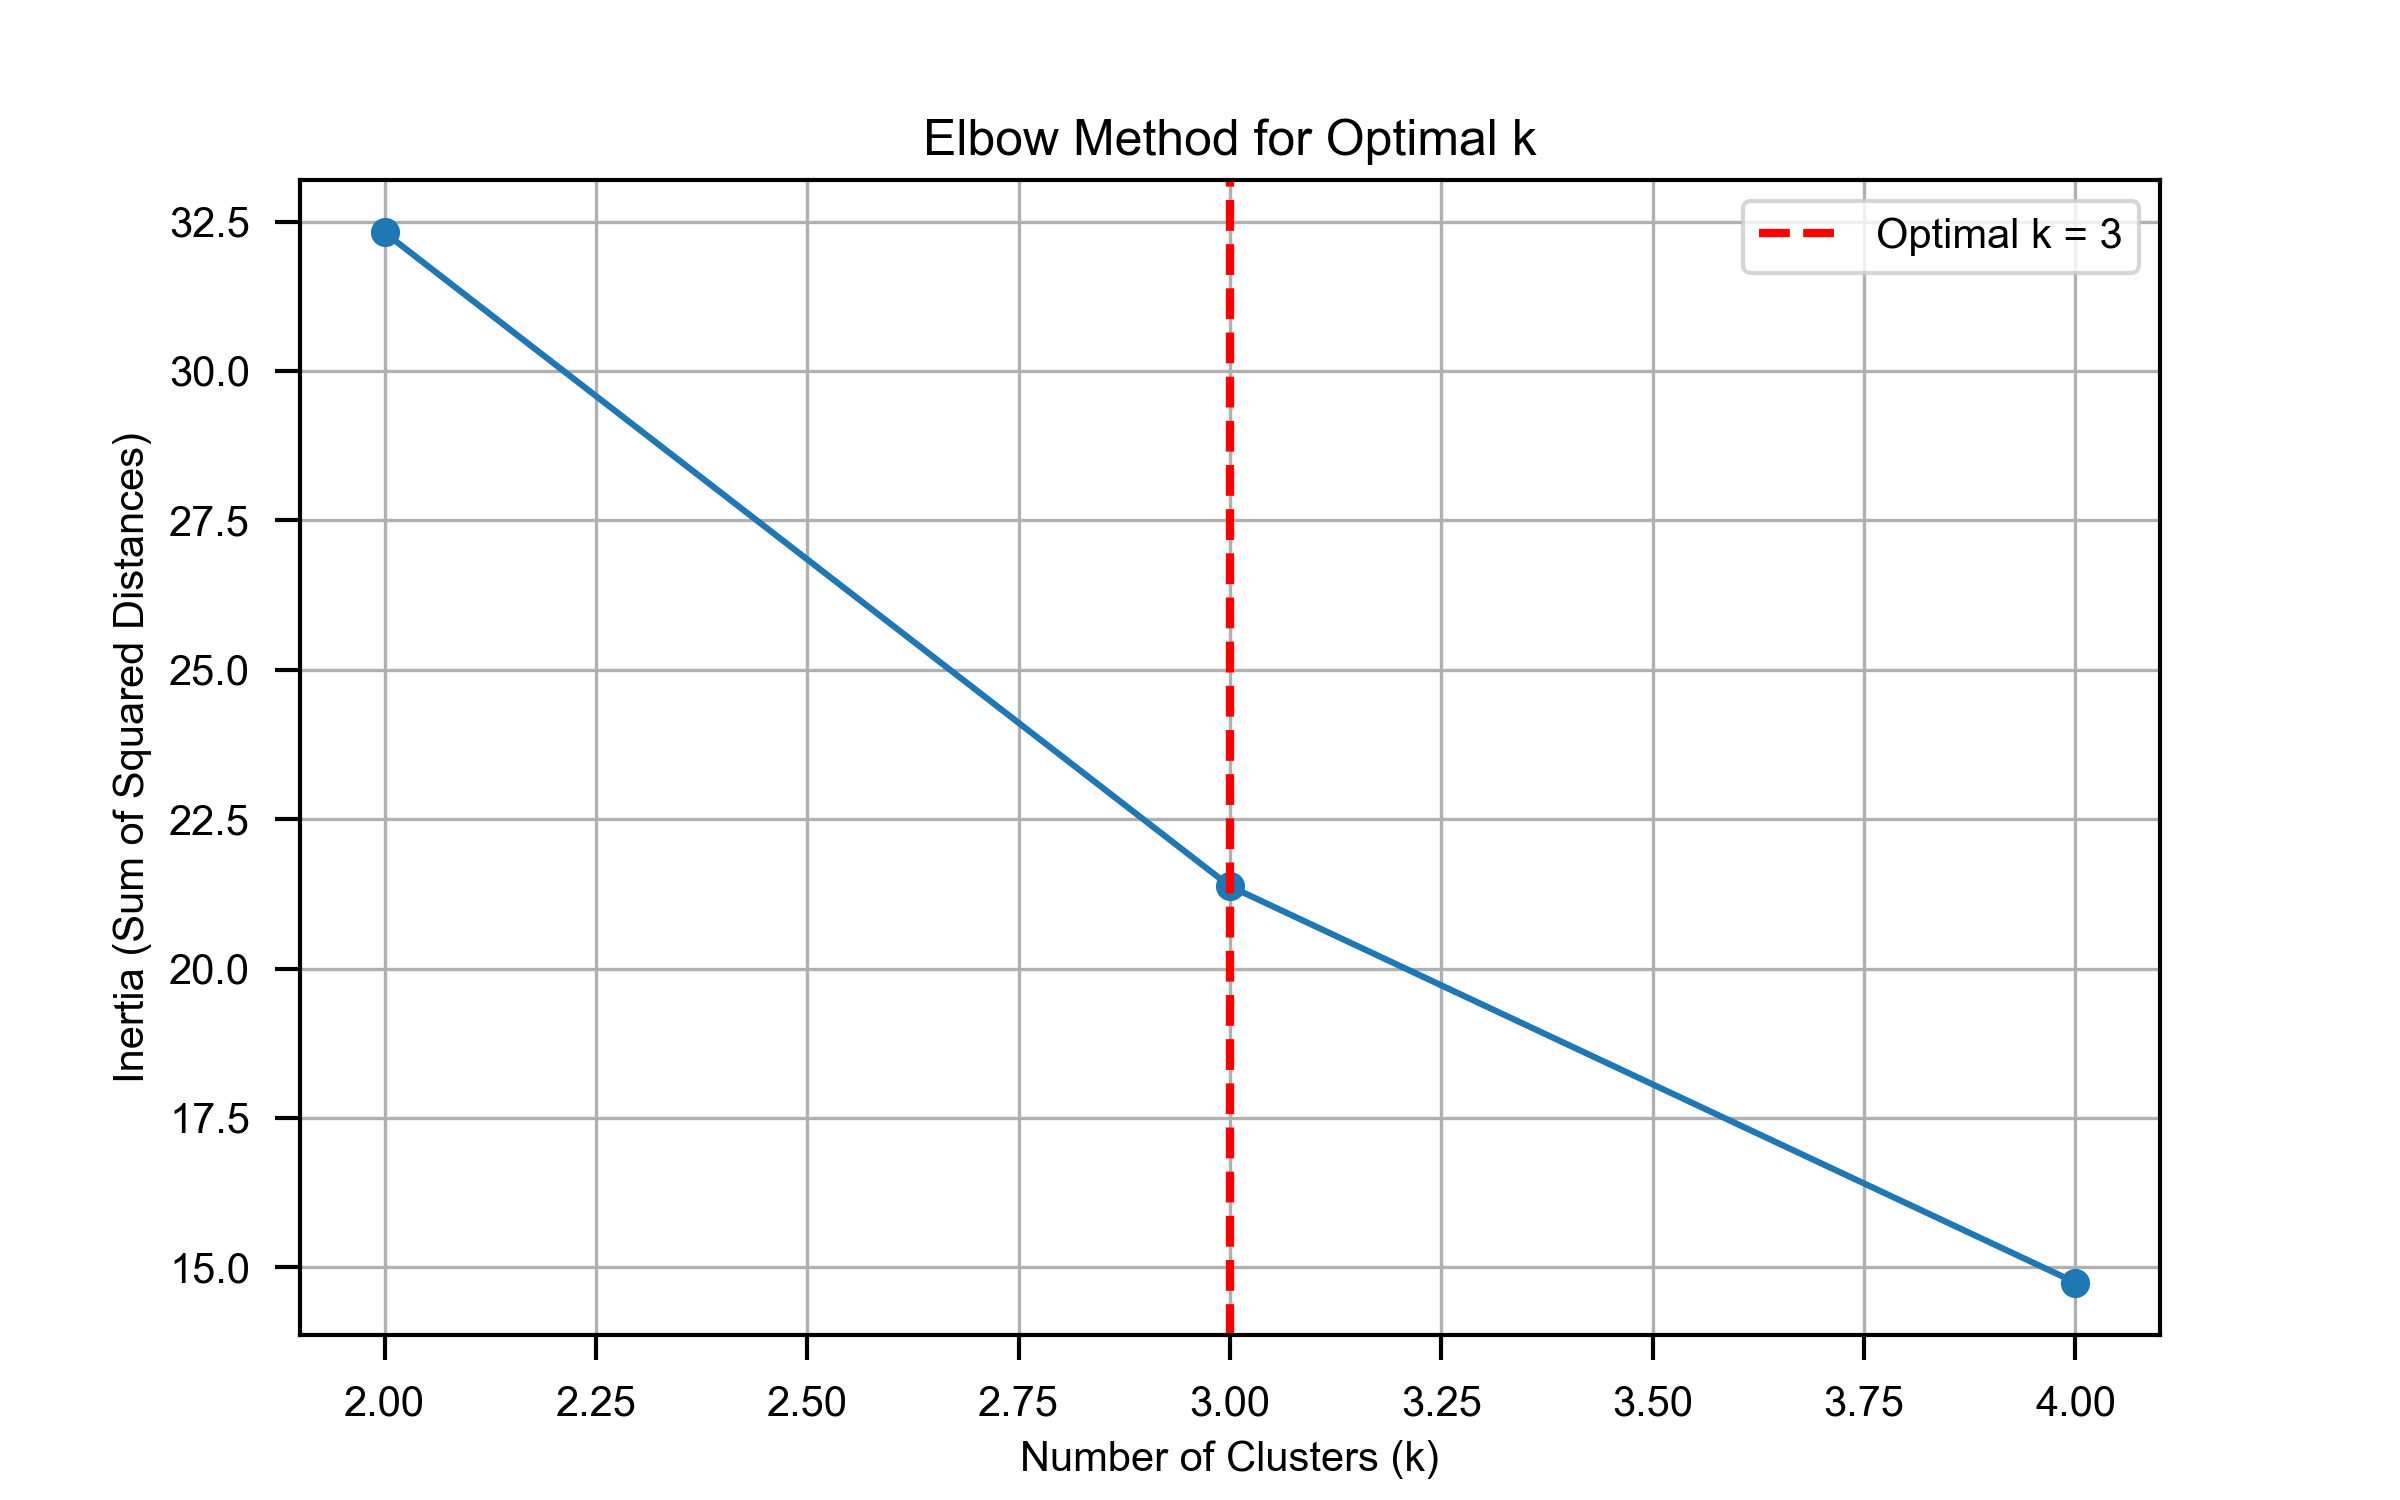 Elbow Method for Optimal k
Optimal k = 3
Inertia (Sum of Squared Distances)
32.5
30.0
27.5
25.0
22.5
20.0
17.5
15.0
2.00 2.25 2.50 2.75 3.00 3.25 3.50 3.75 4.00
Number of Clusters (k)